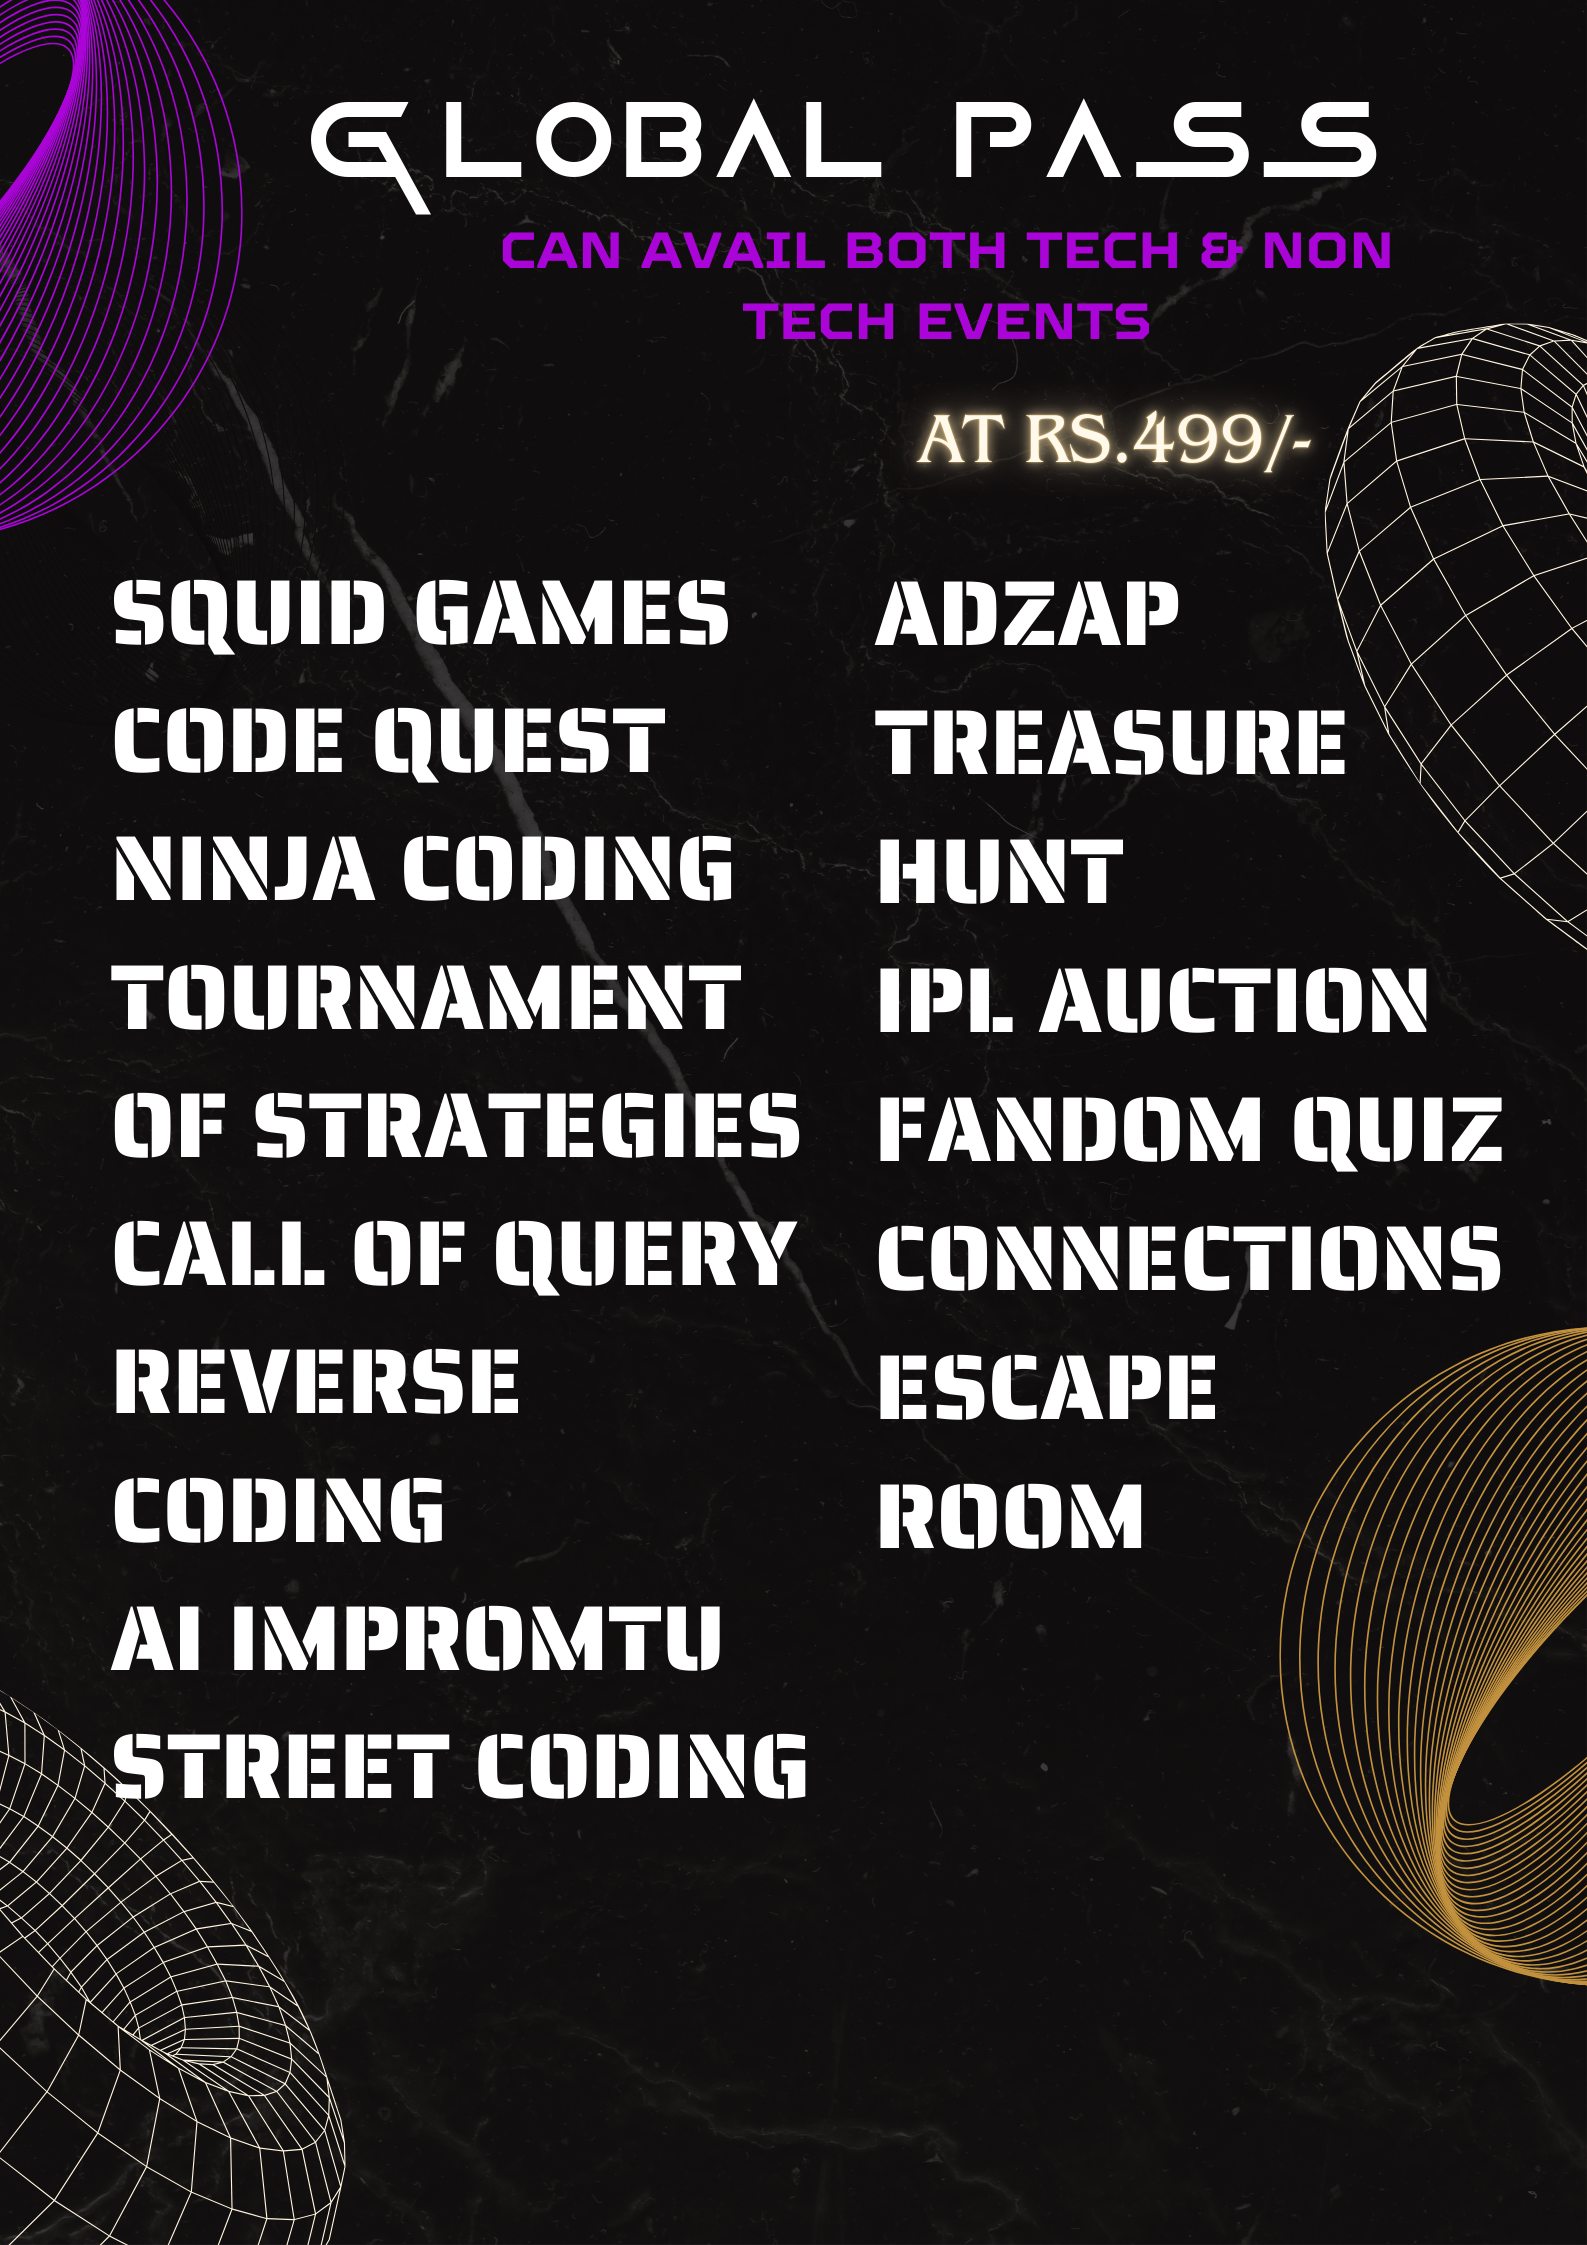 GLOBAL PASS
CAN AVAIL BOTH TECH & NON
TECH EVENTS
AT RS.499/-
SQUID GAMES
CODE QUEST
NINJA CODING
TOURNAMENT
OF STRATEGIES
CALL OF QUERY
REVERSE
CODING
AI IMPROMTU
STREET CODING
ADZAP
TREASURE
HUNT
IPL AUCTION
FANDOM QUIZ
CONNECTIONS
ESCAPE
ROOM